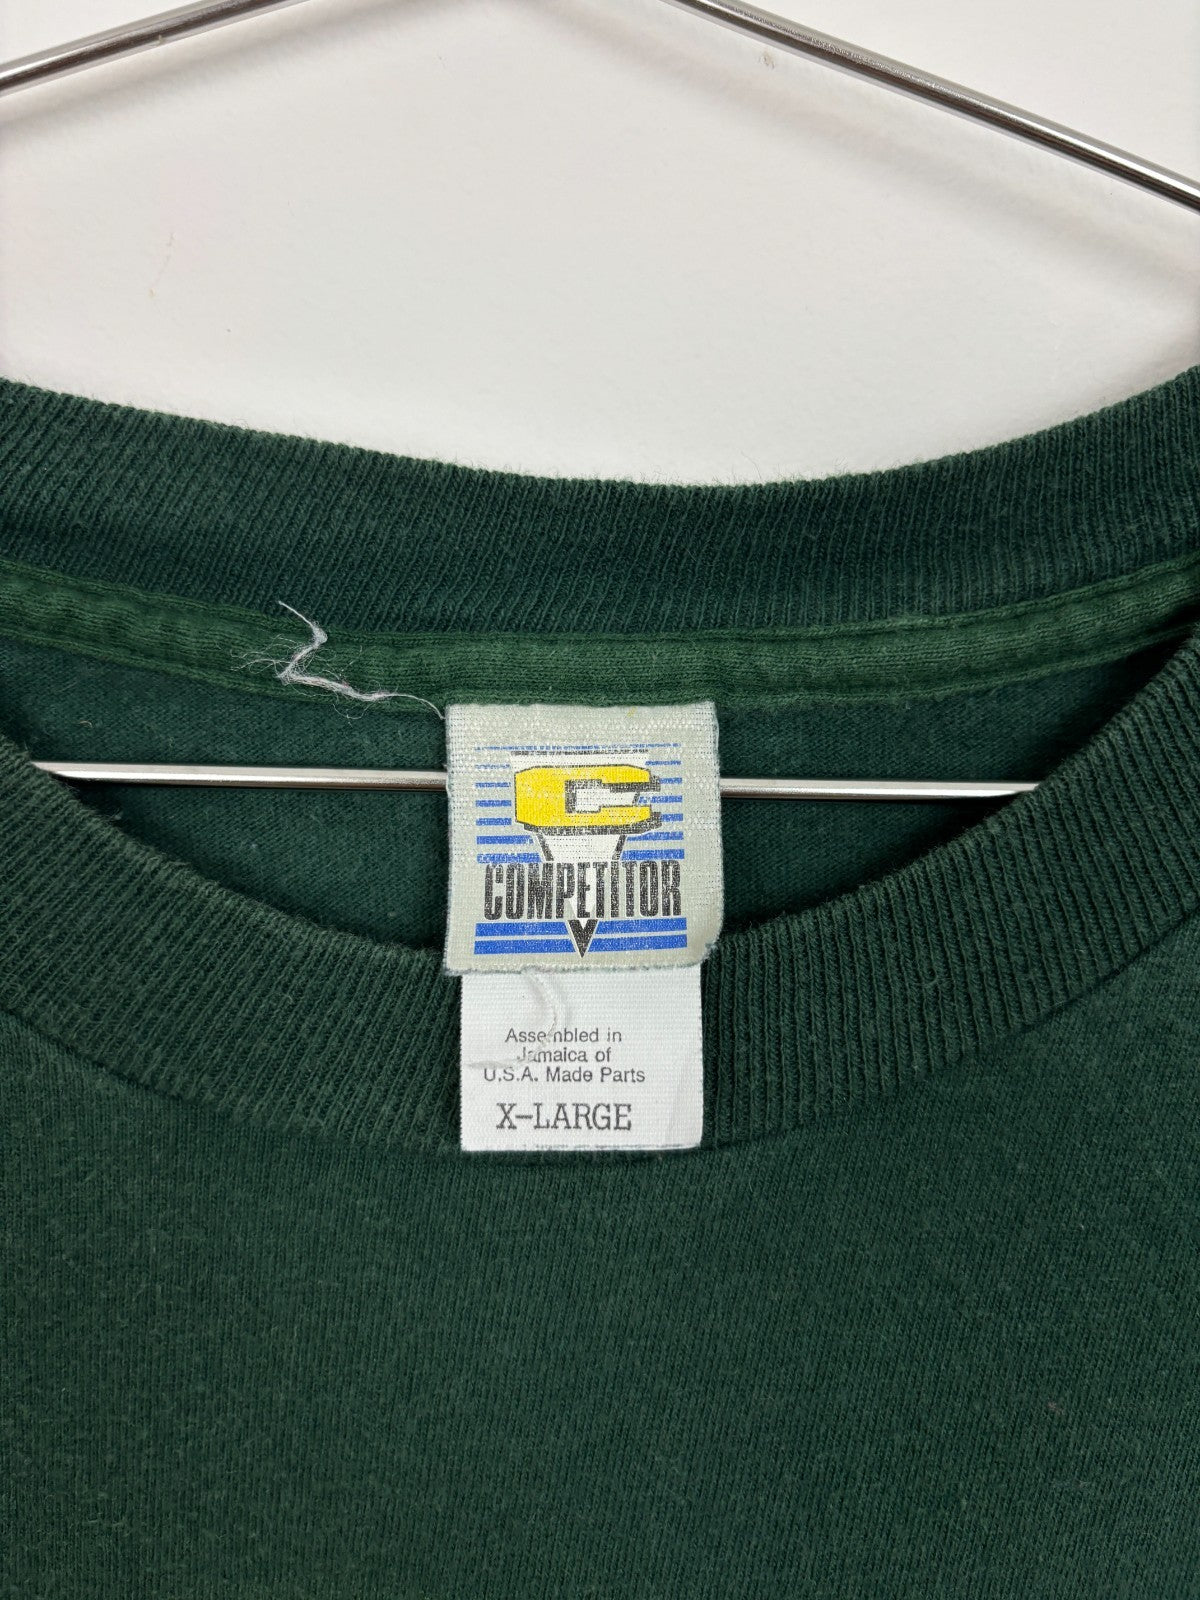 C
COMPETITOR
Assembled in
Jamaica of
U.S.A. Made Parts
X-LARGE